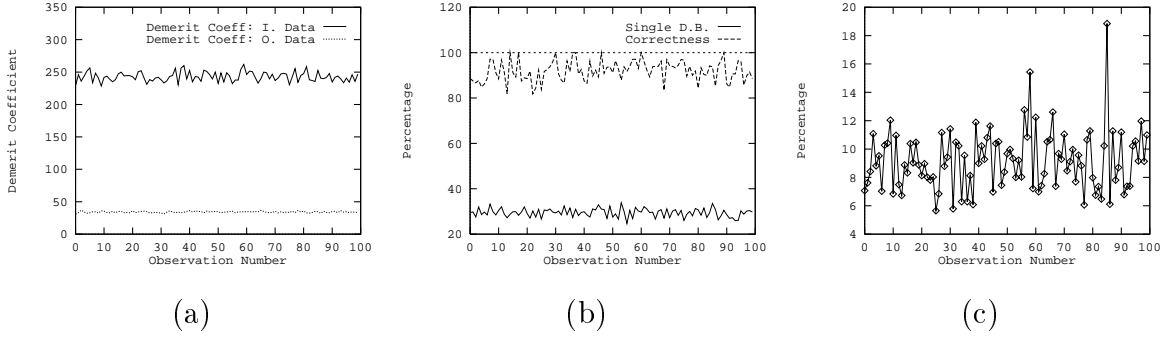 350
300
250
200
150
100
50
0
Demerit Coefficient
Demerit Coeff: I. Data
Demerit Coeff: O. Data
0 10 20 30 40 50 60 70 80 90 100
Observation Number
(a)
120
100
80
60
40
20
Percentage
Single D.B.
Correctness
0 10 20 30 40 50 60 70 80 90 100
Observation Number
(b)
20
18
16
14
12
10
8
6
4
Percentage
0 10 20 30 40 50 60 70 80 90 100
Observation Number
(c)